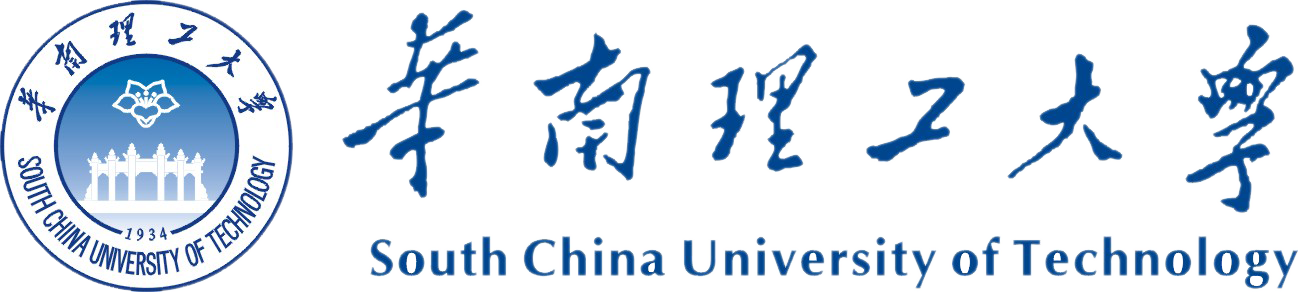 華南理工大學
SOUTH CHINA UNIVERSITY OF TECHNOLOGY
1934
華南理工大學
South China University of Technology